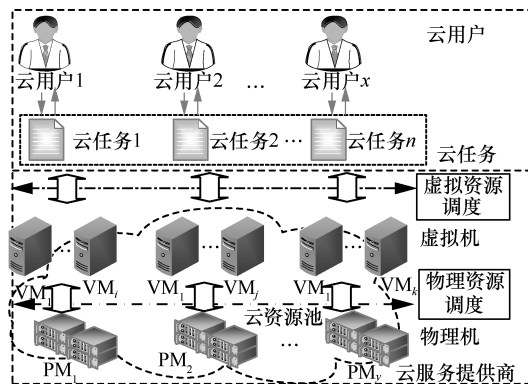 云用户
云用户1 云用户2 … 云用户x
云任务1 云任务2 … 云任务n
云任务
虚拟资源
调度
虚拟机
… … …
VM1 VMi VM1 VMj VM1 VMk
物理资源
调度
云资源池
物理机
…
PM1 PM2 PMy
云服务提供商